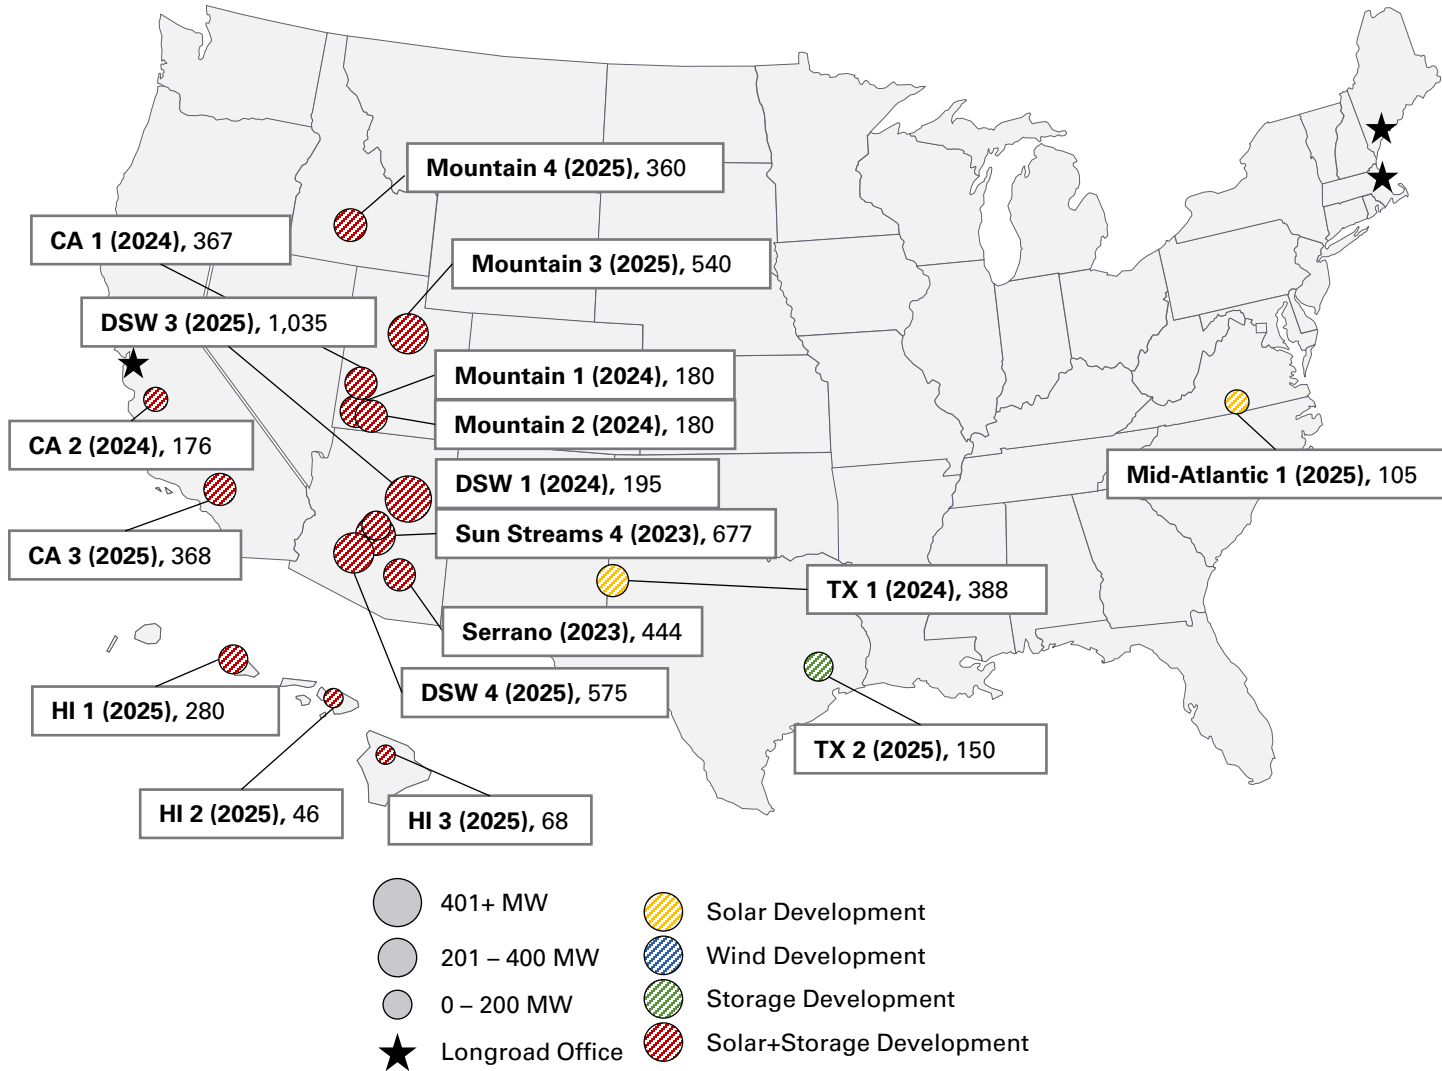 Mountain 4 (2025), 360
CA 1 (2024), 367
Mountain 3 (2025), 540
DSW 3 (2025), 1,035
Mountain 1 (2024), 180
Mountain 2 (2024), 180
CA 2 (2024), 176
Mid-Atlantic 1 (2025), 105
DSW 1 (2024), 195
Sun Streams 4 (2023), 677
CA 3 (2025), 368
TX 1 (2024), 388
Serrano (2023), 444
DSW 4 (2025), 575
HI 1 (2025), 280
TX 2 (2025), 150
HI 2 (2025), 46
HI 3 (2025), 68
401+ MW
201 – 400 MW
0 – 200 MW
Longroad Office
Solar Development
Wind Development
Storage Development
Solar+Storage Development